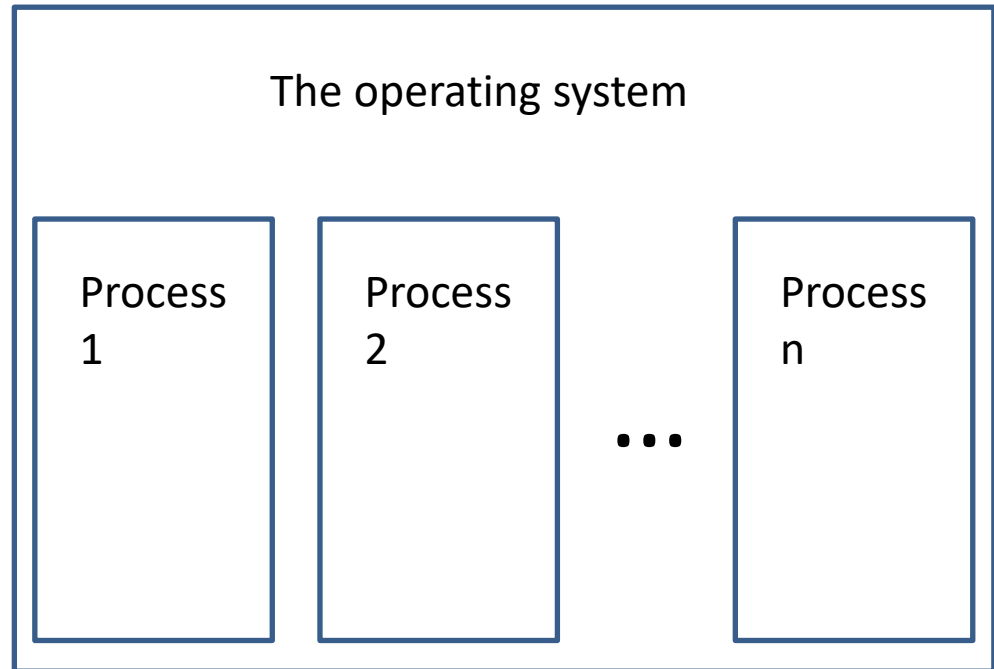 The operating system
Process
1
Process
2
...
Process
n